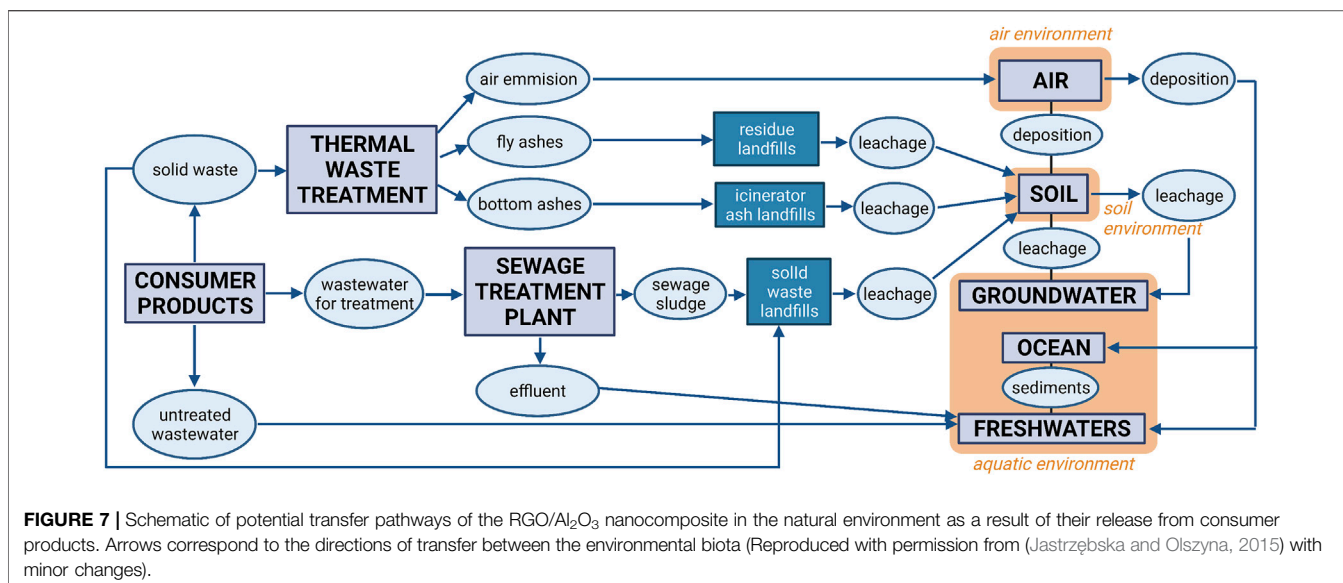 air environment
air emmision
AIR
deposition
THERMAL
WASTE
TREATMENT
fly ashes
residue
landfills
leachage
deposition
solid waste
bottom ashes
icinerator
ash landfills
leachage
SOIL
leachage
soil
environment
CONSUMER
PRODUCTS
wastewater
for treatment
SEWAGE
TREATMENT
PLANT
sewage
sludge
solld
waste
landfills
leachage
leachage
GROUNDWATER
OCEAN
effluent
sediments
untreated
wastewater
FRESHWATERS
aquatic environment
FIGURE 7 | Schematic of potential transfer pathways of the RGO/Al₂O₃ nanocomposite in the natural environment as a result of their release from consumer
products. Arrows correspond to the directions of transfer between the environmental biota (Reproduced with permission from (Jastrzębska and Olszyna, 2015) with
minor changes).